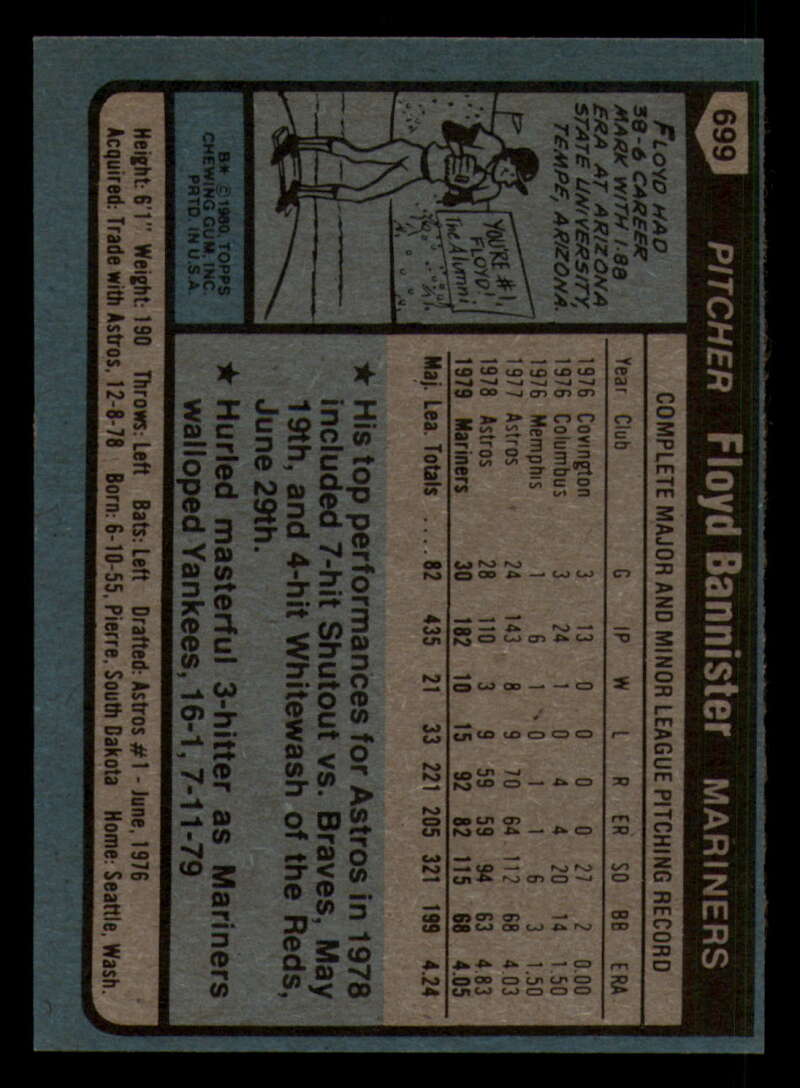 699
PITCHER Floyd Bannister MARINERS
FLOYD HAD
38-6 CAREER
MARK WITH 1.88
ERA AT ARIZONA
STATE UNIVERSITY,
TEMPE, ARIZONA.
YOU'RE #1,
FLOYD!
The Alumni
B* © 1980, TOPPS
CHEWING GUM, INC.
PRTD. IN U.S.A.
COMPLETE MAJOR AND MINOR LEAGUE PITCHING RECORD
Year Club G IP W L R ER SO BB ERA
1976 Covington 3 13 0 0 0 0 27 2 0.00
1976 Columbus 3 24 1 0 4 4 20 14 1.50
1976 Memphis 1 6 1 0 1 1 6 3 1.50
1977 Astros 24 143 8 9 70 64 112 68 4.03
1978 Astros 28 110 3 9 59 59 94 63 4.83
1979 Mariners 30 182 10 15 92 82 115 68 4.05
Maj. Lea. Totals .... 82 435 21 33 221 205 321 199 4.24
★ His top performances for Astros in 1978
included 7-hit Shutout vs. Braves, May
19th, and 4-hit Whitewash of the Reds,
June 29th.
★ Hurled masterful 3-hitter as Mariners
walloped Yankees, 16-1, 7-11-79
Height: 6'1" Weight: 190 Throws: Left Bats: Left Drafted: Astros #1 - June, 1976
Acquired: Trade with Astros, 12-8-78 Born: 6-10-55, Pierre, South Dakota Home: Seattle, Wash.